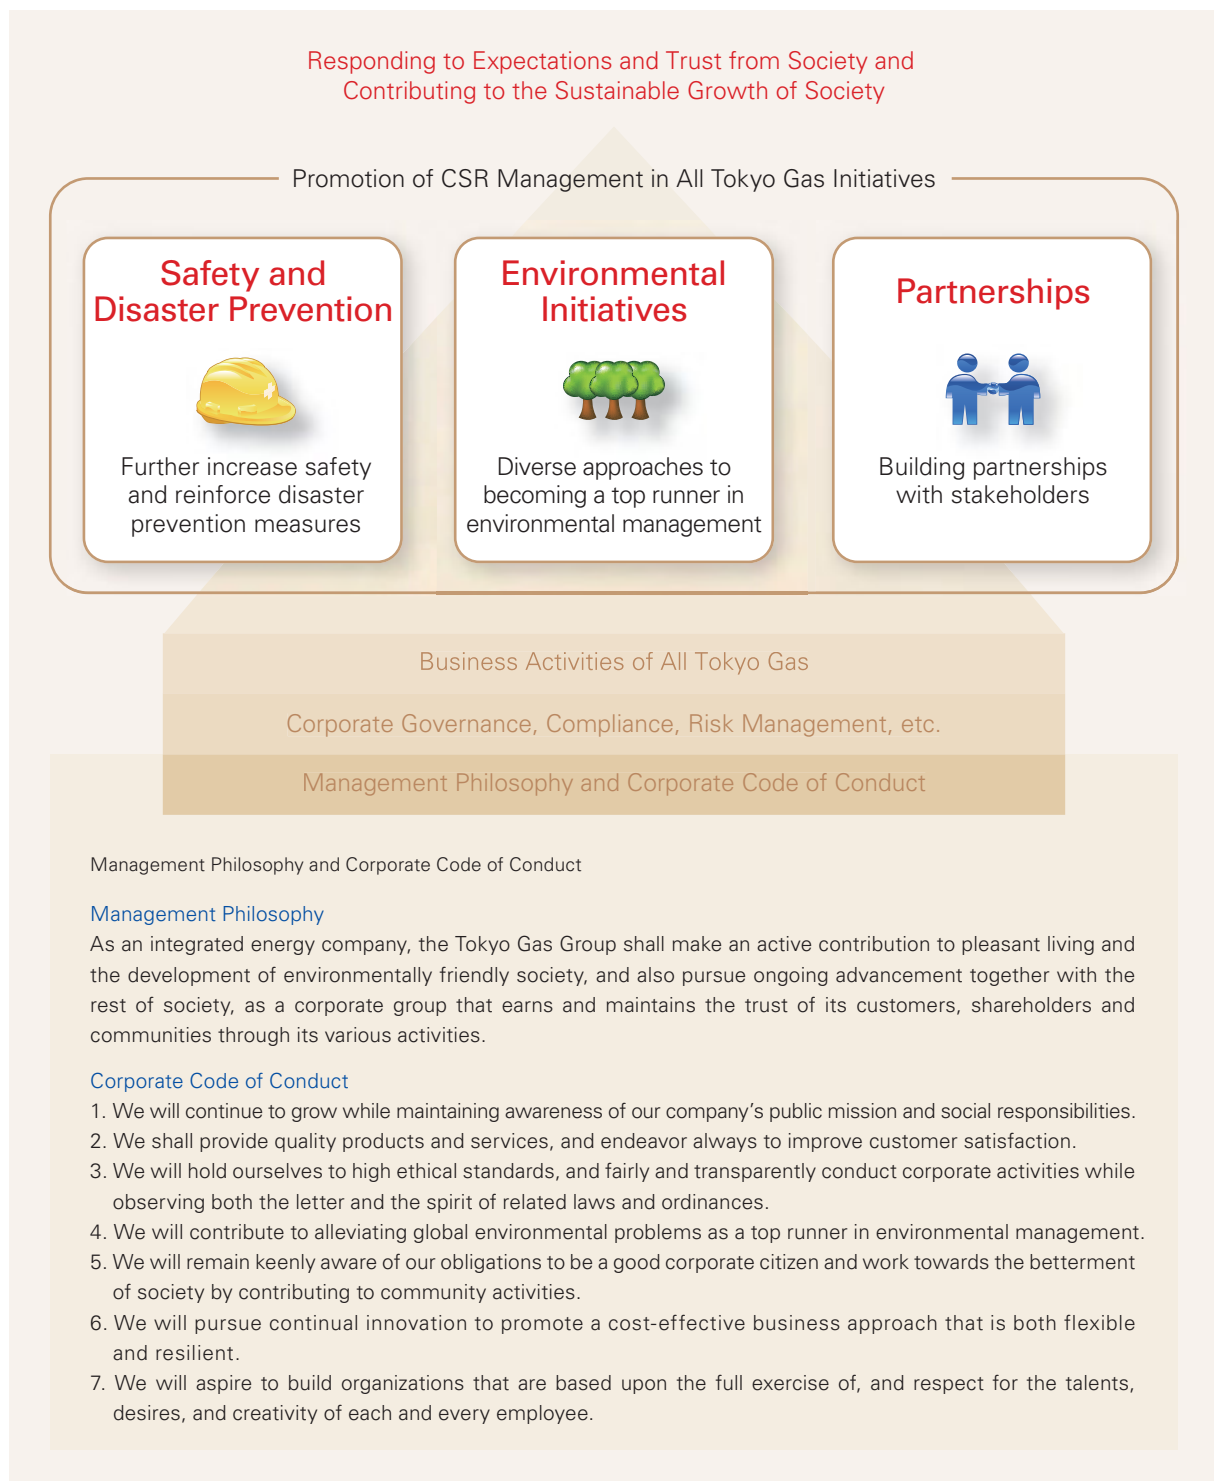 Responding to Expectations and Trust from Society and
Contributing to the Sustainable Growth of Society
Promotion of CSR Management in All Tokyo Gas Initiatives
Safety and
Disaster Prevention
Further increase safety
and reinforce disaster
prevention measures
Environmental
Initiatives
Diverse approaches to
becoming a top runner in
environmental management
Partnerships
Building partnerships
with stakeholders
Business Activities of All Tokyo Gas
Corporate Governance, Compliance, Risk Management, etc.
Management Philosophy and Corporate Code of Conduct
Management Philosophy and Corporate Code of Conduct
Management Philosophy
As an integrated energy company, the Tokyo Gas Group shall make an active contribution to pleasant living and
the development of environmentally friendly society, and also pursue ongoing advancement together with the
rest of society, as a corporate group that earns and maintains the trust of its customers, shareholders and
communities through its various activities.
Corporate Code of Conduct
1. We will continue to grow while maintaining awareness of our company's public mission and social responsibilities.
2. We shall provide quality products and services, and endeavor always to improve customer satisfaction.
3. We will hold ourselves to high ethical standards, and fairly and transparently conduct corporate activities while
observing both the letter and the spirit of related laws and ordinances.
4. We will contribute to alleviating global environmental problems as a top runner in environmental management.
5. We will remain keenly aware of our obligations to be a good corporate citizen and work towards the betterment
of society by contributing to community activities.
6. We will pursue continual innovation to promote a cost-effective business approach that is both flexible
and resilient.
7. We will aspire to build organizations that are based upon the full exercise of, and respect for the talents,
desires, and creativity of each and every employee.